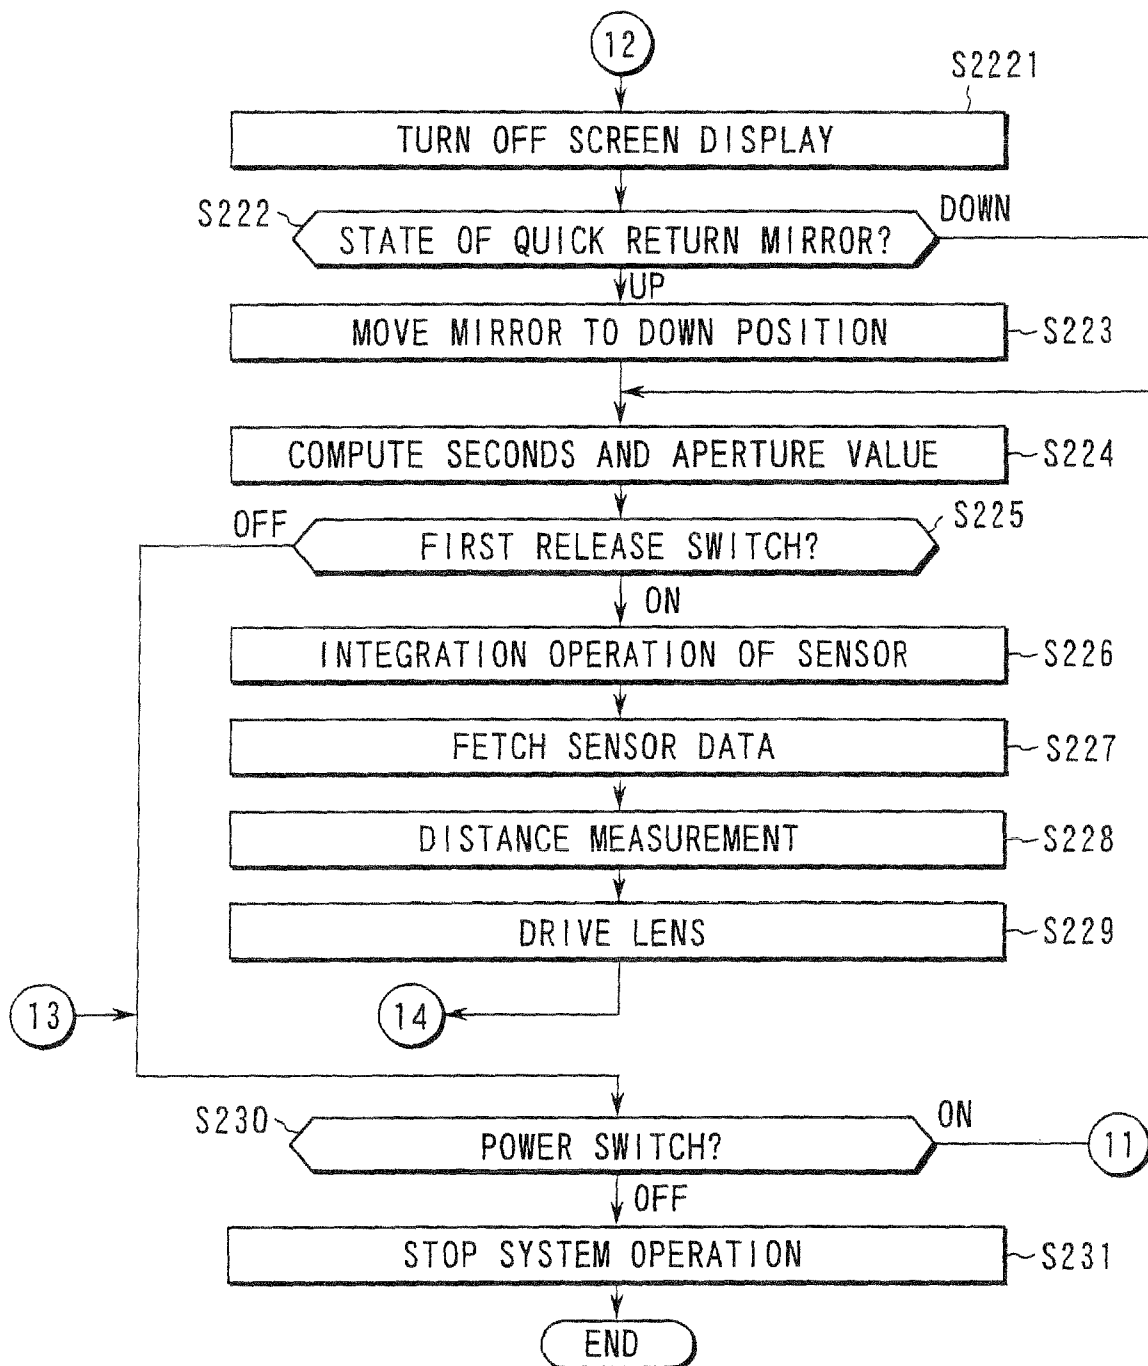 12
S2221
TURN OFF SCREEN DISPLAY
S222
STATE OF QUICK RETURN MIRROR?
DOWN
UP
MOVE MIRROR TO DOWN POSITION
S223
COMPUTE SECONDS AND APERTURE VALUE
S224
OFF
FIRST RELEASE SWITCH?
S225
ON
INTEGRATION OPERATION OF SENSOR
S226
FETCH SENSOR DATA
S227
DISTANCE MEASUREMENT
S228
DRIVE LENS
S229
13
14
S230
POWER SWITCH?
ON
11
OFF
STOP SYSTEM OPERATION
S231
END